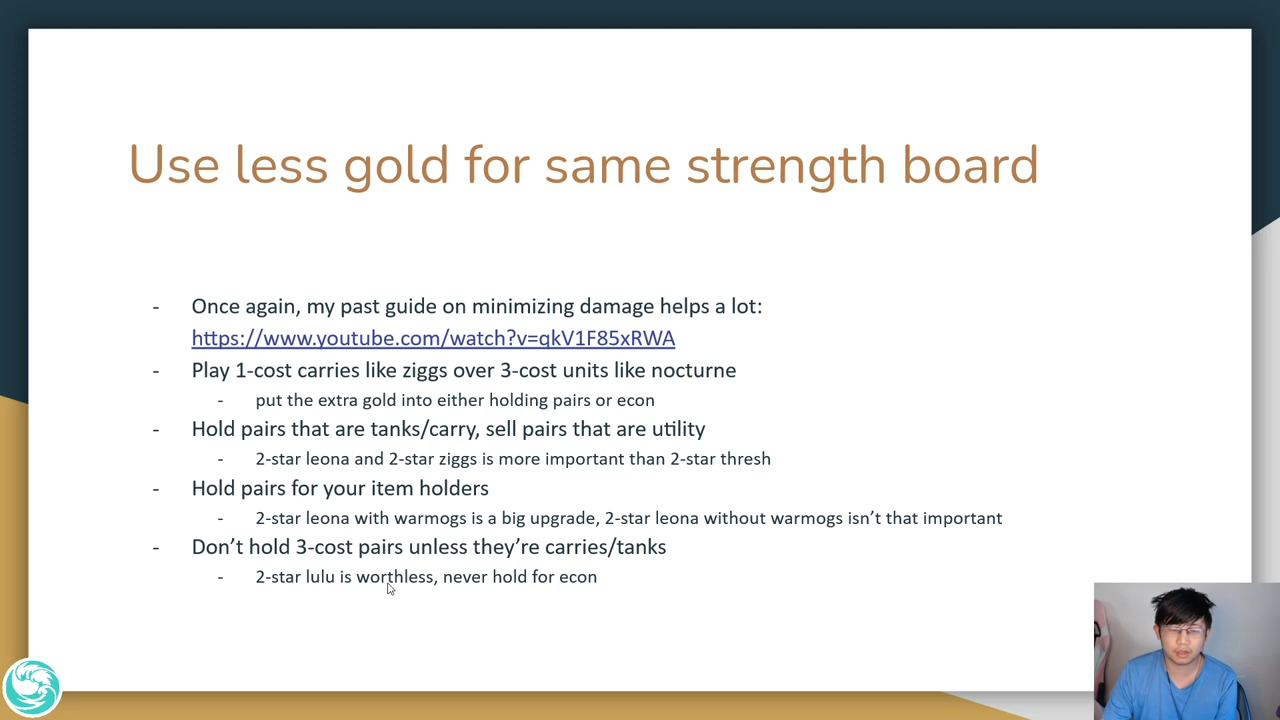 Use less gold for same strength board
- Once again, my past guide on minimizing damage helps a lot:
https://www.youtube.com/watch?v=qkV1F85xRWA
- Play 1-cost carries like ziggs over 3-cost units like nocturne
- put the extra gold into either holding pairs or econ
- Hold pairs that are tanks/carry, sell pairs that are utility
- 2-star leona and 2-star ziggs is more important than 2-star thresh
- Hold pairs for your item holders
- 2-star leona with warmogs is a big upgrade, 2-star leona without warmogs isn’t that important
- Don’t hold 3-cost pairs unless they’re carries/tanks
- 2-star lulu is worthless, never hold for econ